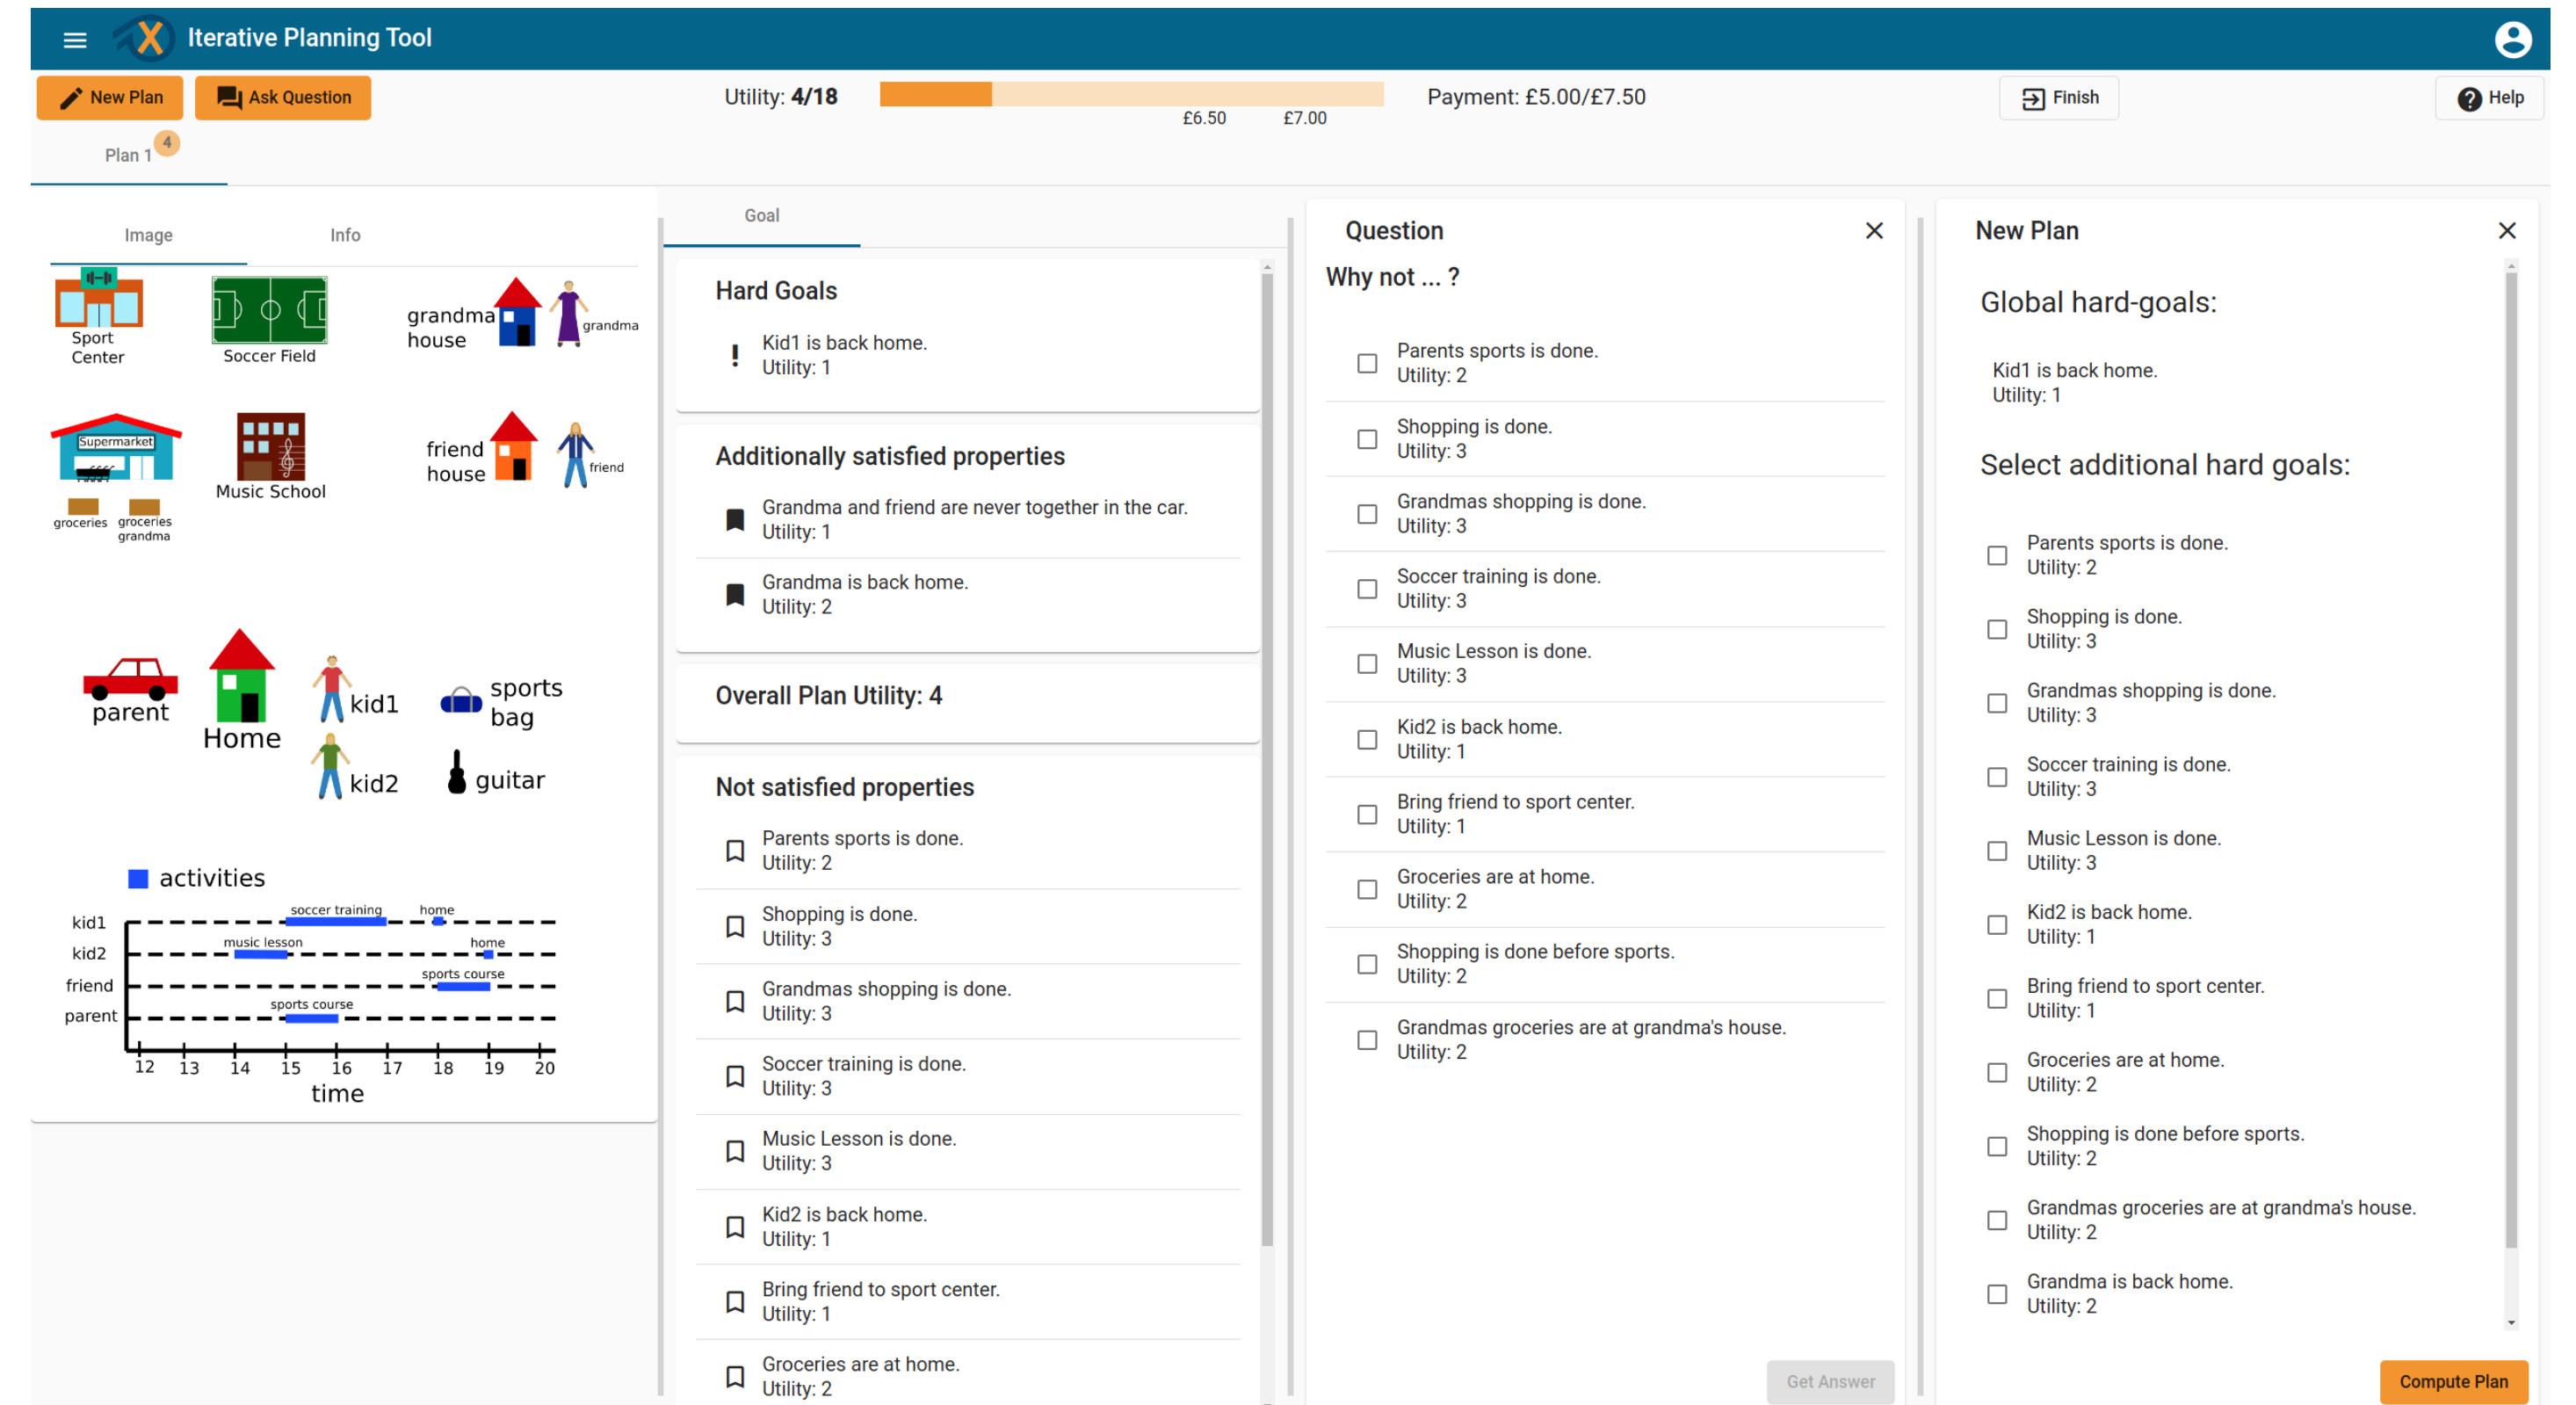 X Iterative Planning Tool
New Plan
Ask Question
Utility: 4/18
£6.50 £7.00
Payment: £5.00/£7.50
Finish
Help
Plan 1
4
Image Info
Sport
Center
Soccer Field
grandma
house
grandma
Supermarket
groceries
groceries
grandma
Music School
friend
house
friend
parent
Home
kid1
kid2
sports
bag
guitar
activities
kid1
soccer training home
kid2
music lesson home
friend
sports course
parent
sports course
12 13 14 15 16 17 18 19 20
time
Goal
Hard Goals
! Kid1 is back home.
Utility: 1
Additionally satisfied properties
Grandma and friend are never together in the car.
Utility: 1
Grandma is back home.
Utility: 2
Overall Plan Utility: 4
Not satisfied properties
Parents sports is done.
Utility: 2
Shopping is done.
Utility: 3
Grandmas shopping is done.
Utility: 3
Soccer training is done.
Utility: 3
Music Lesson is done.
Utility: 3
Kid2 is back home.
Utility: 1
Bring friend to sport center.
Utility: 1
Groceries are at home.
Utility: 2
Question
Why not ... ?
Parents sports is done.
Utility: 2
Shopping is done.
Utility: 3
Grandmas shopping is done.
Utility: 3
Soccer training is done.
Utility: 3
Music Lesson is done.
Utility: 3
Kid2 is back home.
Utility: 1
Bring friend to sport center.
Utility: 1
Groceries are at home.
Utility: 2
Shopping is done before sports.
Utility: 2
Grandmas groceries are at grandma's house.
Utility: 2
Get Answer
New Plan
Global hard-goals:
Kid1 is back home.
Utility: 1
Select additional hard goals:
Parents sports is done.
Utility: 2
Shopping is done.
Utility: 3
Grandmas shopping is done.
Utility: 3
Soccer training is done.
Utility: 3
Music Lesson is done.
Utility: 3
Kid2 is back home.
Utility: 1
Bring friend to sport center.
Utility: 1
Groceries are at home.
Utility: 2
Shopping is done before sports.
Utility: 2
Grandmas groceries are at grandma's house.
Utility: 2
Grandma is back home.
Utility: 2
Compute Plan